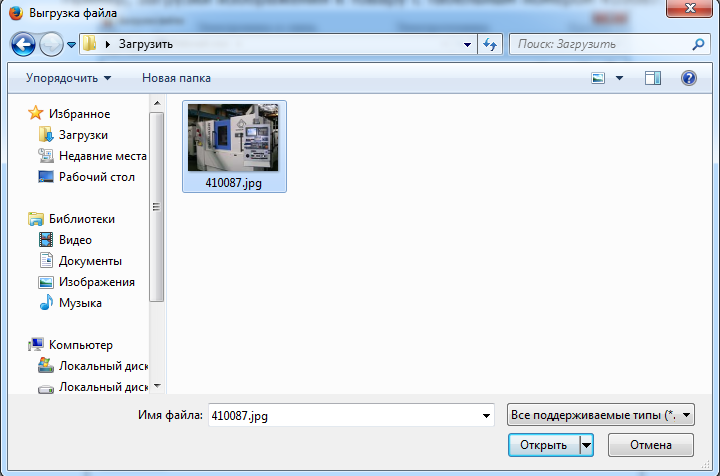 Выгрузка файла
Загрузить
Поиск: Загрузить
Упорядочить
Новая папка
Избранное
Загрузки
Недавние места
Рабочий стол
Библиотеки
Видео
Документы
Изображения
Музыка
Компьютер
Локальный диск
Локальный диск
410087.jpg
Имя файла:
410087.jpg
Все поддерживаемые типы (*.
Открыть
Отмена